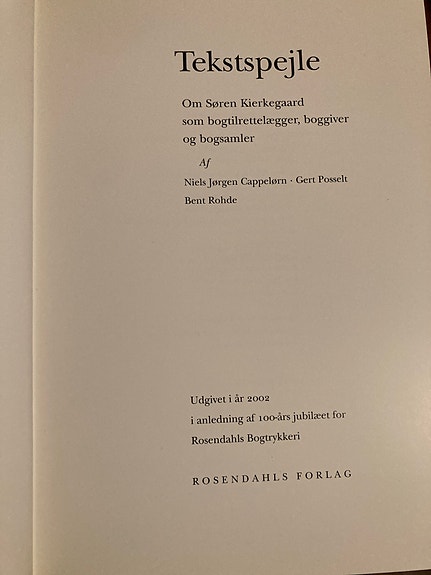 Tekstspejle
Om Søren Kierkegaard
som bogtilrettelægger, boggiver
og bogsamler
Af
Niels Jørgen Cappelørn · Gert Posselt
Bent Rohde
Udgivet i år 2002
i anledning af 100-års jubilæet for
Rosendahls Bogtrykkeri
ROSENDAHLS FORLAG